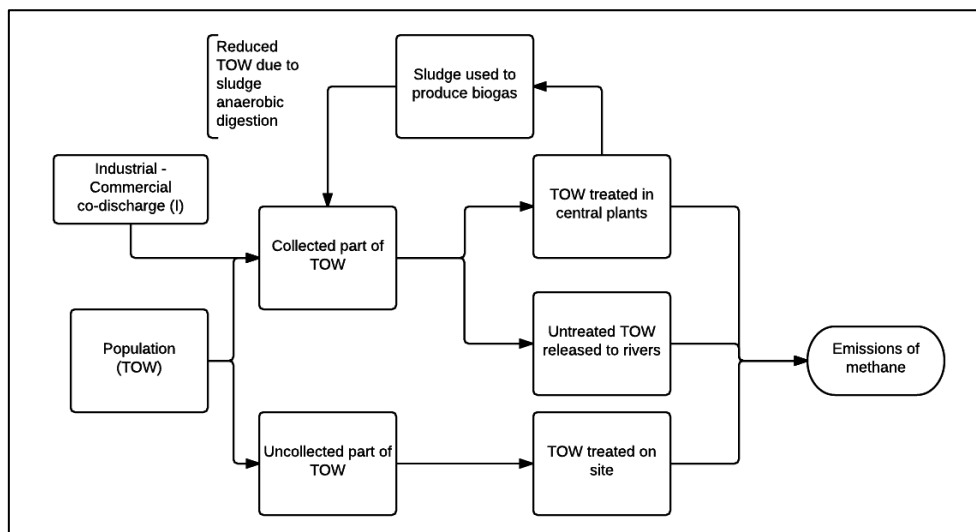 Reduced
TOW due to
sludge
anaerobic
digestion
Sludge used to
produce biogas
Industrial -
Commercial
co-discharge (I)
TOW treated in
central plants
Collected part of
TOW
Population
(TOW)
Untreated TOW
released to rivers
Emissions of
methane
Uncollected part of
TOW
TOW treated on
site